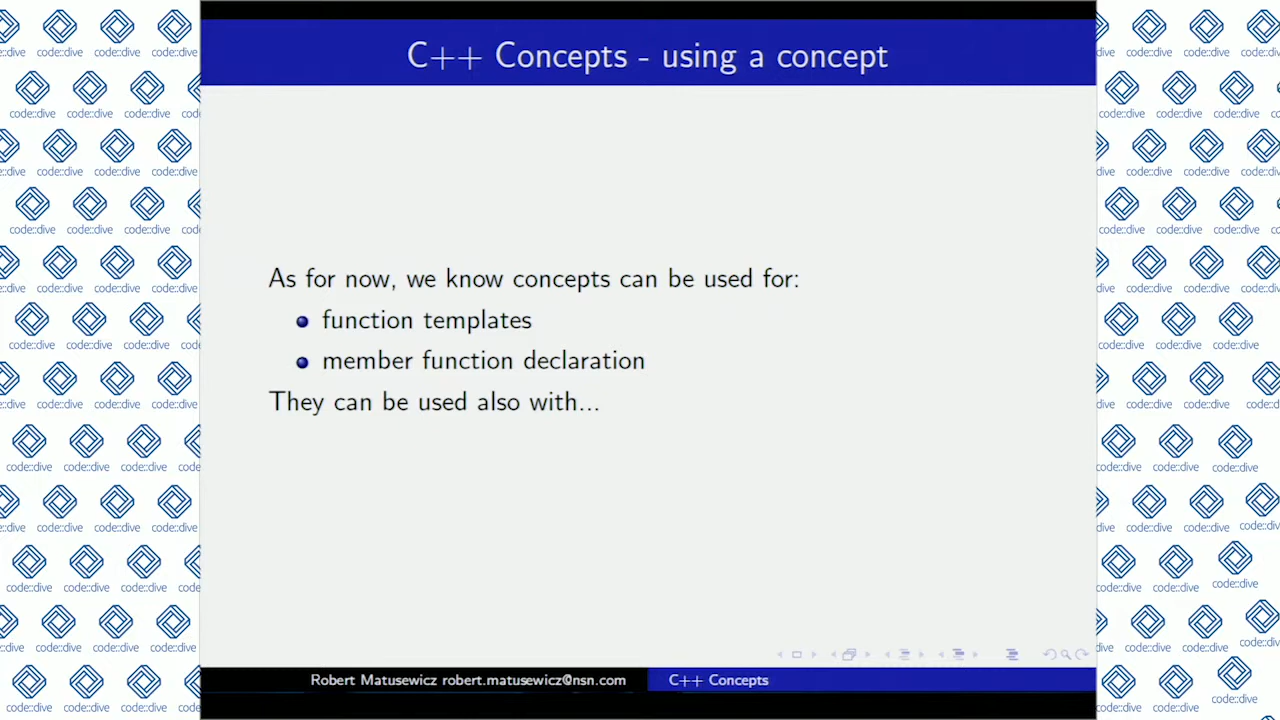 C++ Concepts - using a concept
As for now, we know concepts can be used for:
function templates
member function declaration
They can be used also with...
Robert Matusewicz robert.matusewicz@nsn.com
C++ Concepts
code::dive